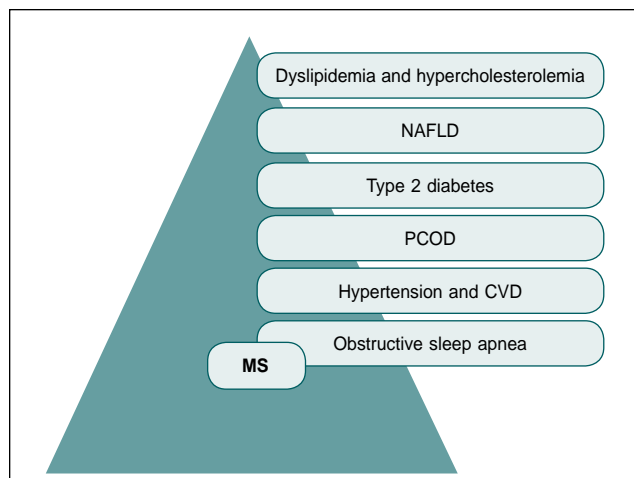 Dyslipidemia and hypercholesterolemia
NAFLD
Type 2 diabetes
PCOD
Hypertension and CVD
Obstructive sleep apnea
MS